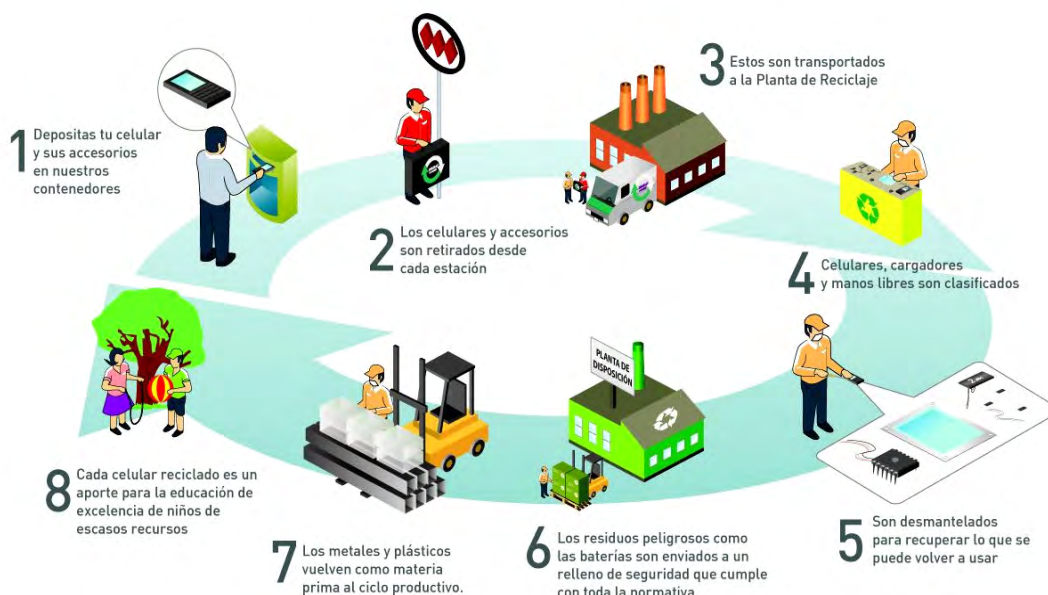 1
Depositas tu celular
y sus accesorios
en nuestros
contenedores
2
Los celulares y accesorios
son retirados desde
cada estación
3
Estos son transportados
a la Planta de Reciclaje
4
Celulares, cargadores
y manos libres son clasificados
5
Son desmantelados
para recuperar lo que se
puede volver a usar
PLANTA DE
DISPOSICIÓN
6
Los residuos peligrosos como
las baterías son enviados a un
relleno de seguridad que cumple
con toda la normativa
7
Los metales y plásticos
vuelven como materia
prima al ciclo productivo.
8
Cada celular reciclado es un
aporte para la educación de
excelencia de niños de
escasos recursos